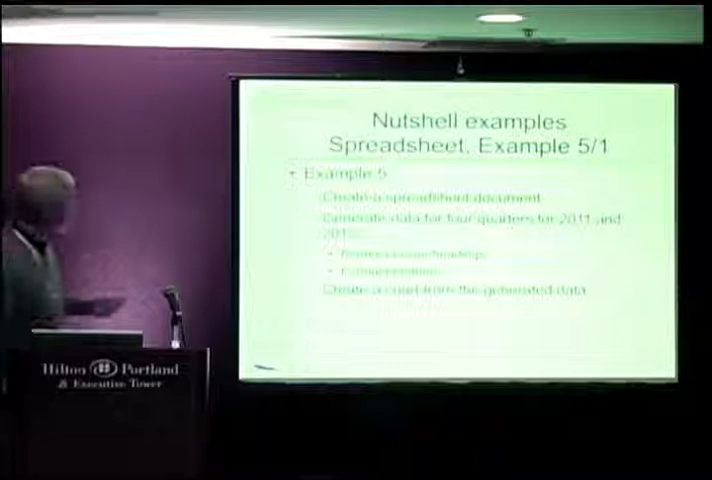 Nutshell examples
Spreadsheet, Example 5/1
• Example 5
Create a spreadsheet document
Generate data for four quarters for 2011 and
Create a chart from the generated data
Hilton Portland
& Executive Tower